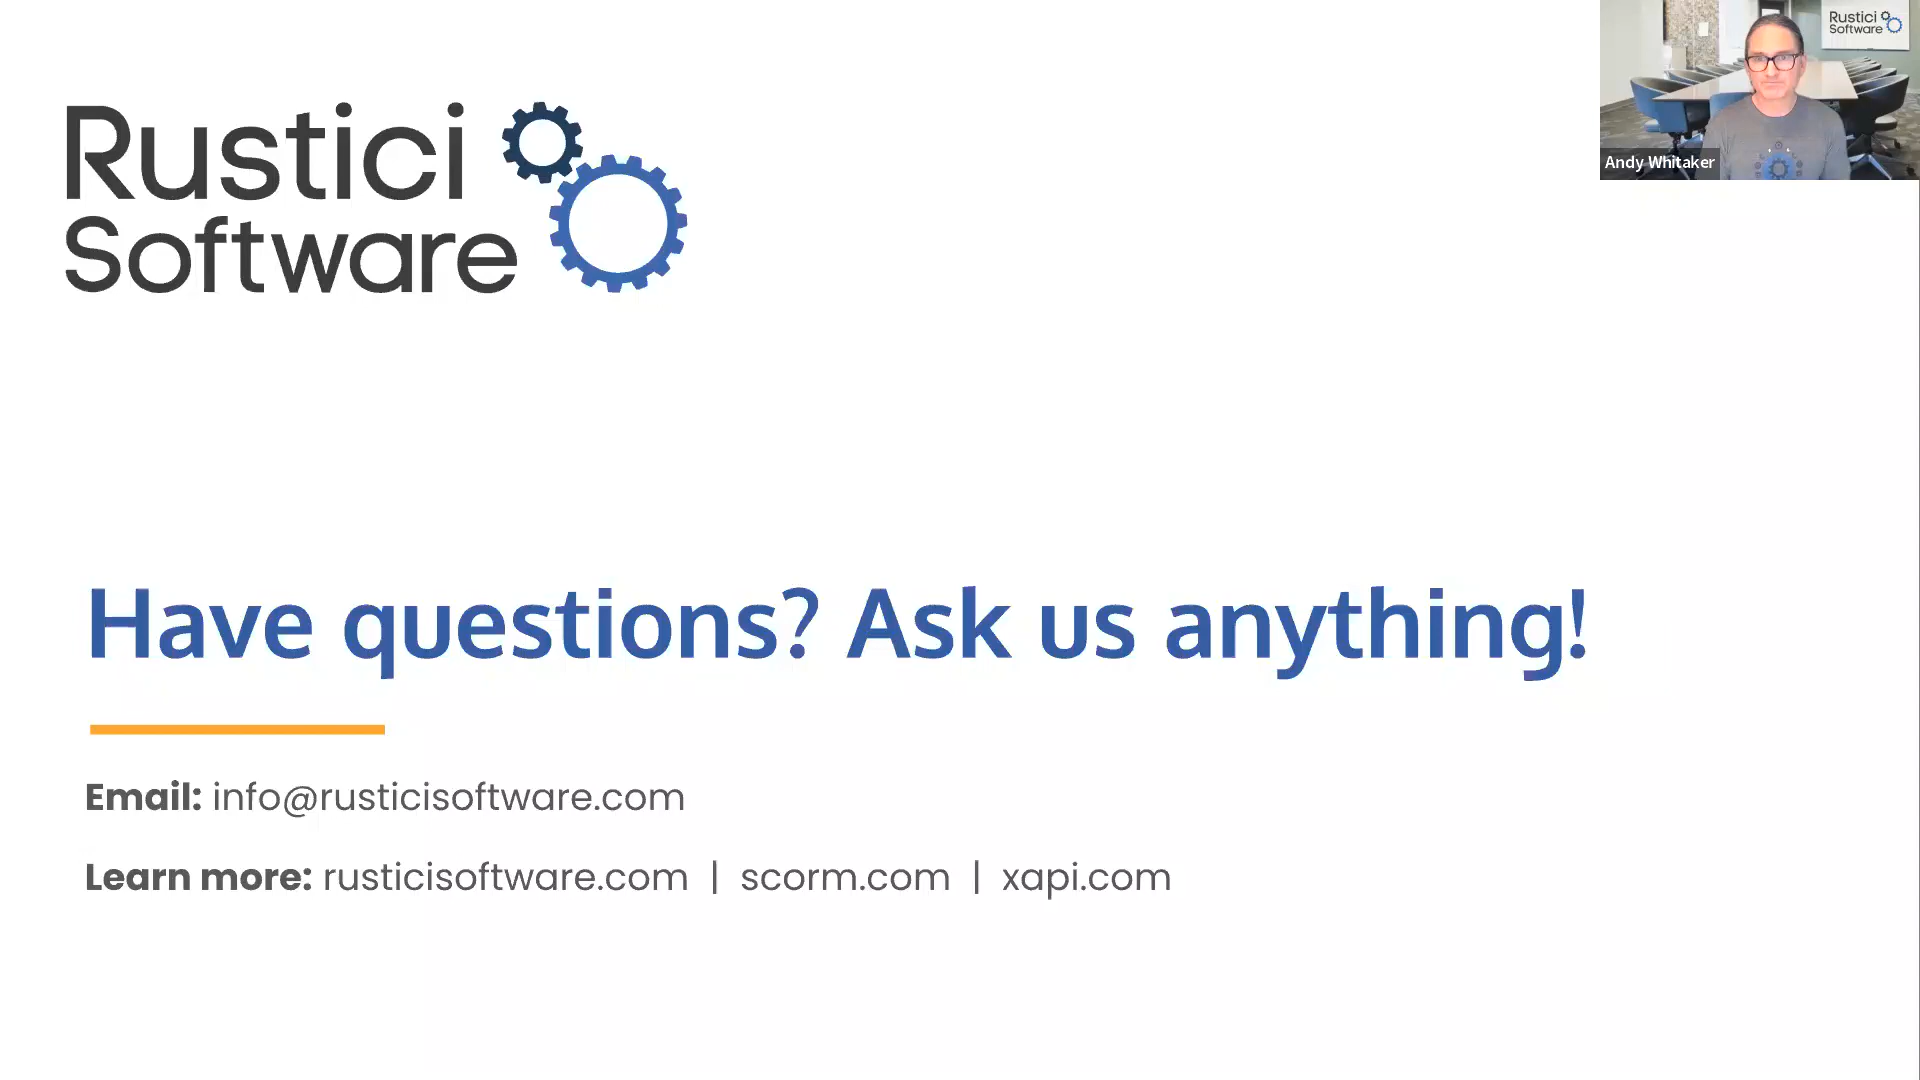 Rustici
Software
Rustici
Software
Andy Whitaker
Have questions? Ask us anything!
Email: info@rusticisoftware.com
Learn more: rusticisoftware.com | scorm.com | xapi.com